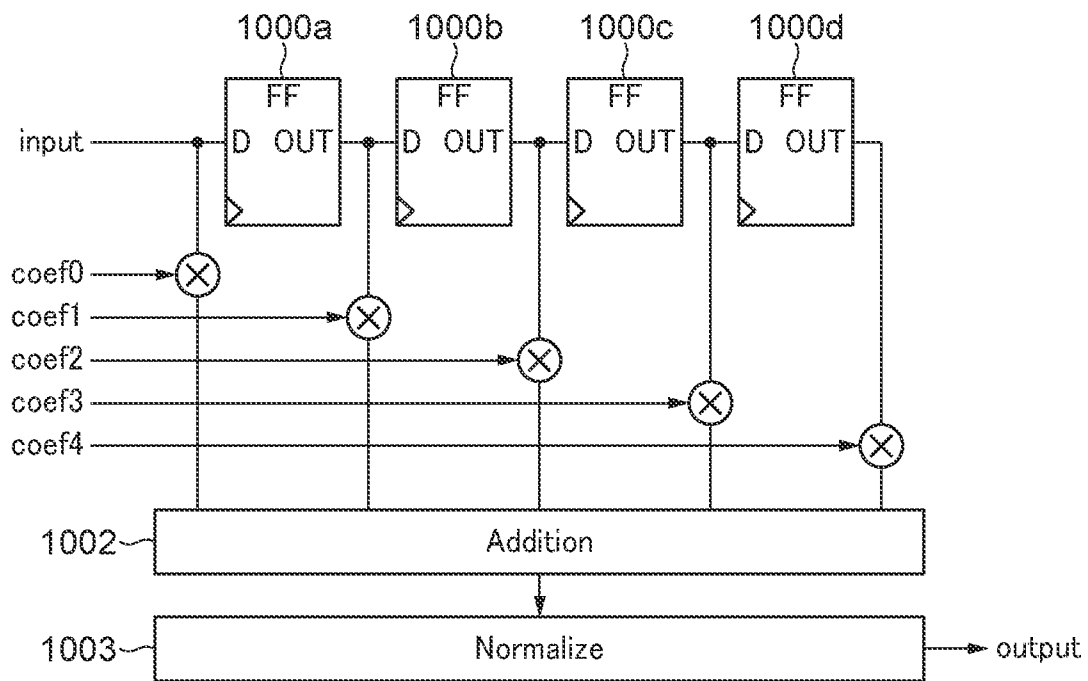 1000a 1000b 1000c 1000d
FF FF FF FF
input D OUT D OUT D OUT D OUT
coef0
coef1
coef2
coef3
coef4
1002 Addition
1003 Normalize output